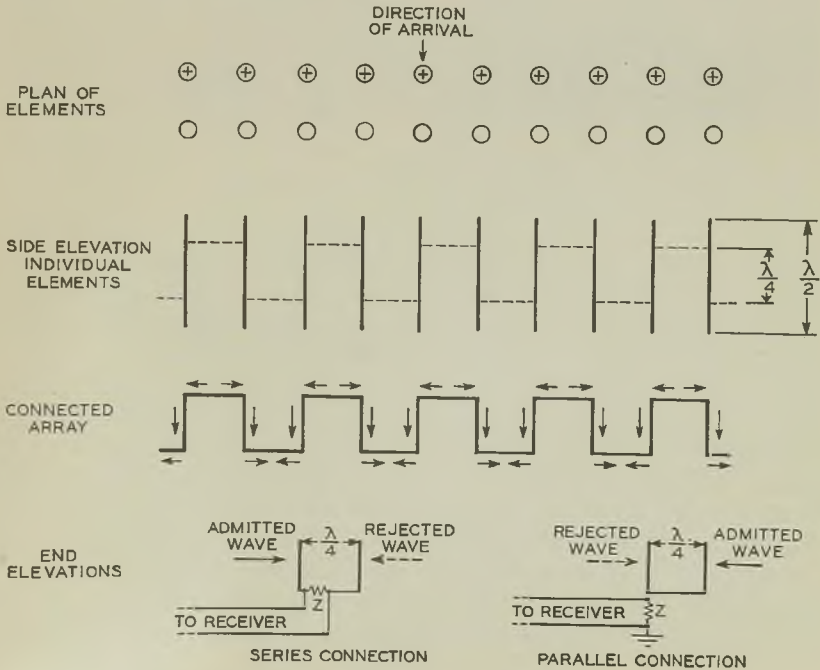 DIRECTION
OF ARRIVAL
PLAN OF
ELEMENTS
SIDE ELEVATION
INDIVIDUAL
ELEMENTS
λ/4
λ/2
CONNECTED
ARRAY
END
ELEVATIONS
ADMITTED
WAVE
λ/4
REJECTED
WAVE
Z
TO RECEIVER
SERIES CONNECTION
REJECTED
WAVE
λ/4
ADMITTED
WAVE
TO RECEIVER
Z
PARALLEL CONNECTION